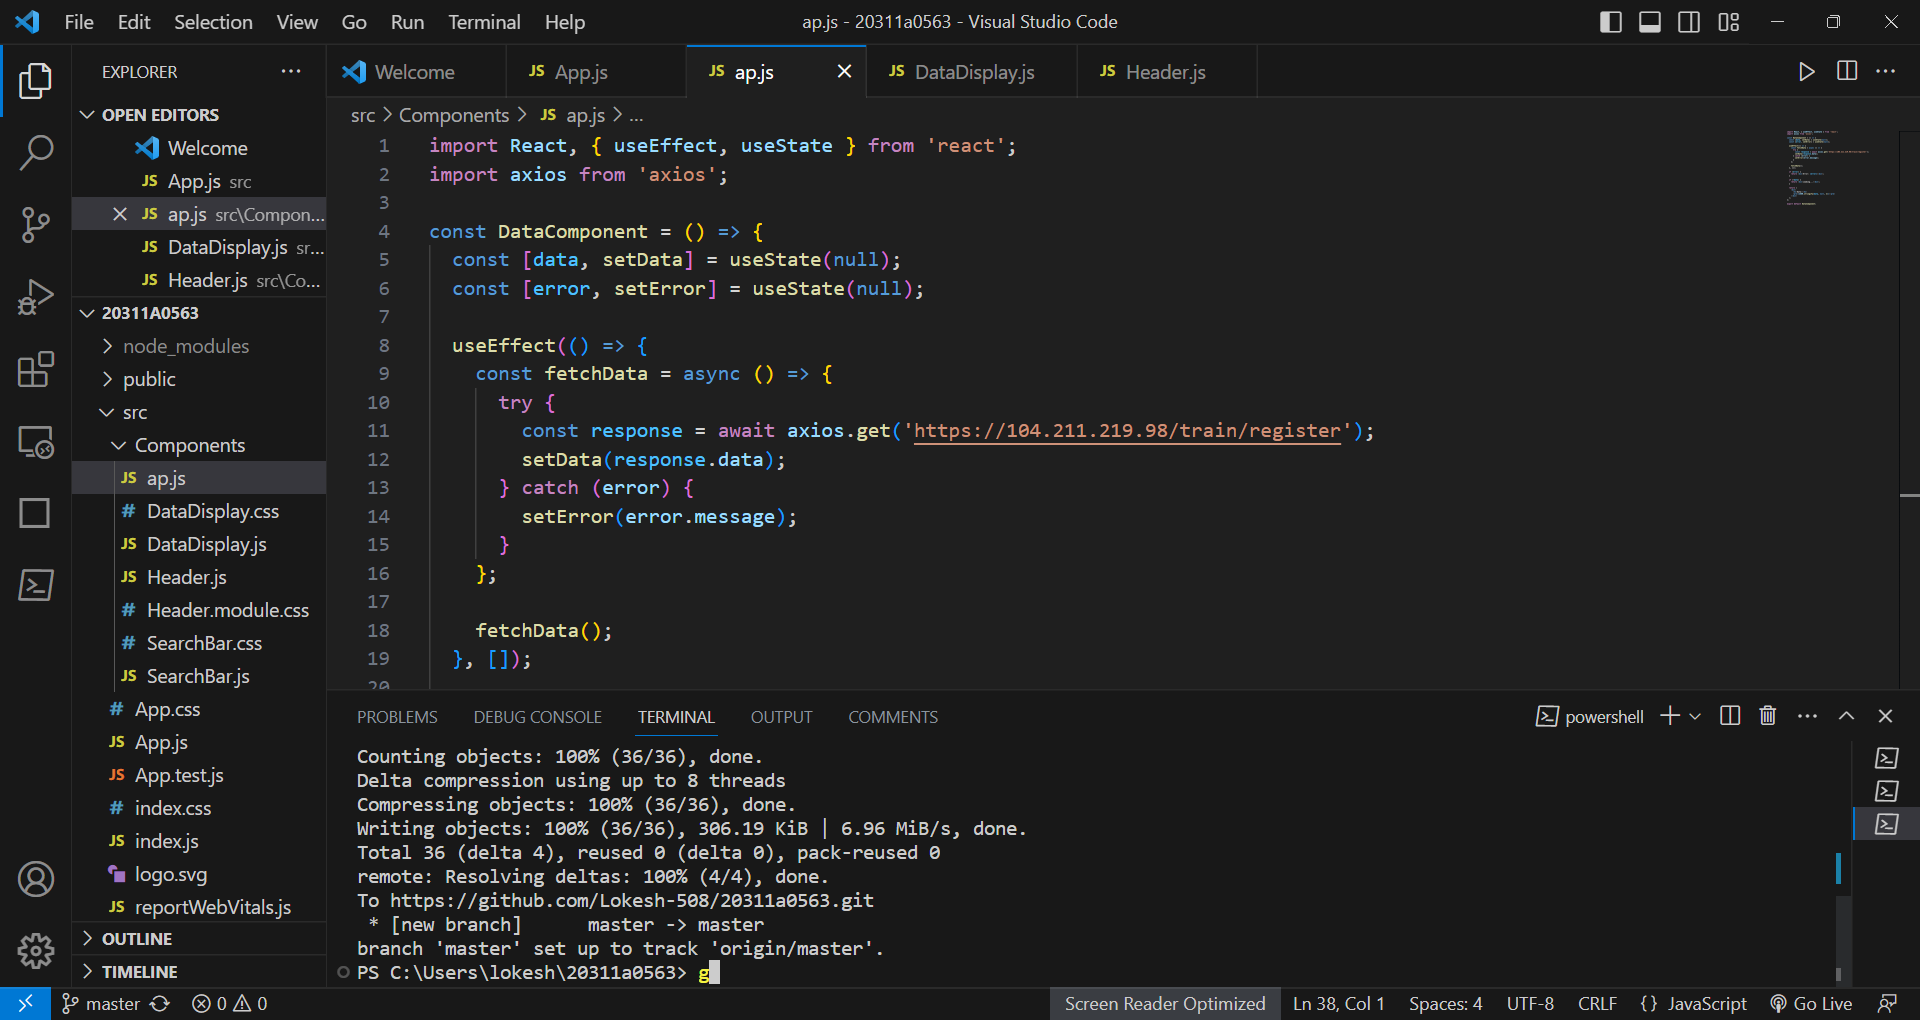 File Edit Selection View Go Run Terminal Help
ap.js - 20311a0563 - Visual Studio Code
EXPLORER
OPEN EDITORS
Welcome
JS App.js src
JS ap.js src\Compon...
JS DataDisplay.js sr...
JS Header.js src\Co...
20311A0563
node_modules
public
src
Components
JS ap.js
# DataDisplay.css
JS DataDisplay.js
JS Header.js
# Header.module.css
# SearchBar.css
JS SearchBar.js
# App.css
JS App.js
JS App.test.js
# index.css
JS index.js
logo.svg
JS reportWebVitals.js
OUTLINE
TIMELINE
Welcome JS App.js JS ap.js JS DataDisplay.js JS Header.js
src > Components > JS ap.js > ...
1 import React, { useEffect, useState } from 'react';
2 import axios from 'axios';
3
4 const DataComponent = () => {
5 const [data, setData] = useState(null);
6 const [error, setError] = useState(null);
7
8 useEffect(() => {
9 const fetchData = async () => {
10 try {
11 const response = await axios.get('https://104.211.219.98/train/register');
12 setData(response.data);
13 } catch (error) {
14 setError(error.message);
15 }
16 };
17
18 fetchData();
19 }, []);
20
PROBLEMS DEBUG CONSOLE TERMINAL OUTPUT COMMENTS
powershell
Counting objects: 100% (36/36), done.
Delta compression using up to 8 threads
Compressing objects: 100% (36/36), done.
Writing objects: 100% (36/36), 306.19 KiB | 6.96 MiB/s, done.
Total 36 (delta 4), reused 0 (delta 0), pack-reused 0
remote: Resolving deltas: 100% (4/4), done.
To https://github.com/Lokesh-508/20311a0563.git
* [new branch] master -> master
branch 'master' set up to track 'origin/master'.
PS C:\Users\lokesh\20311a0563> g
master 0 0
Screen Reader Optimized Ln 38, Col 1 Spaces: 4 UTF-8 CRLF {} JavaScript Go Live